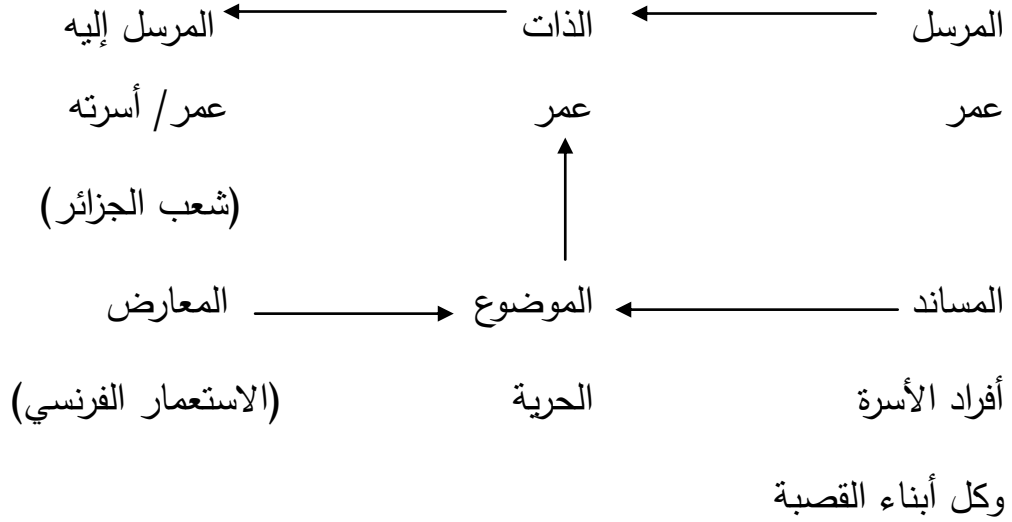 المرسل الذات المرسل إليه
عمر عمر عمر/ أسرته
(شعب الجزائر)
المساند الموضوع المعارض
أفراد الأسرة الحرية (الاستعمار الفرنسي)
وكل أبناء القصبة